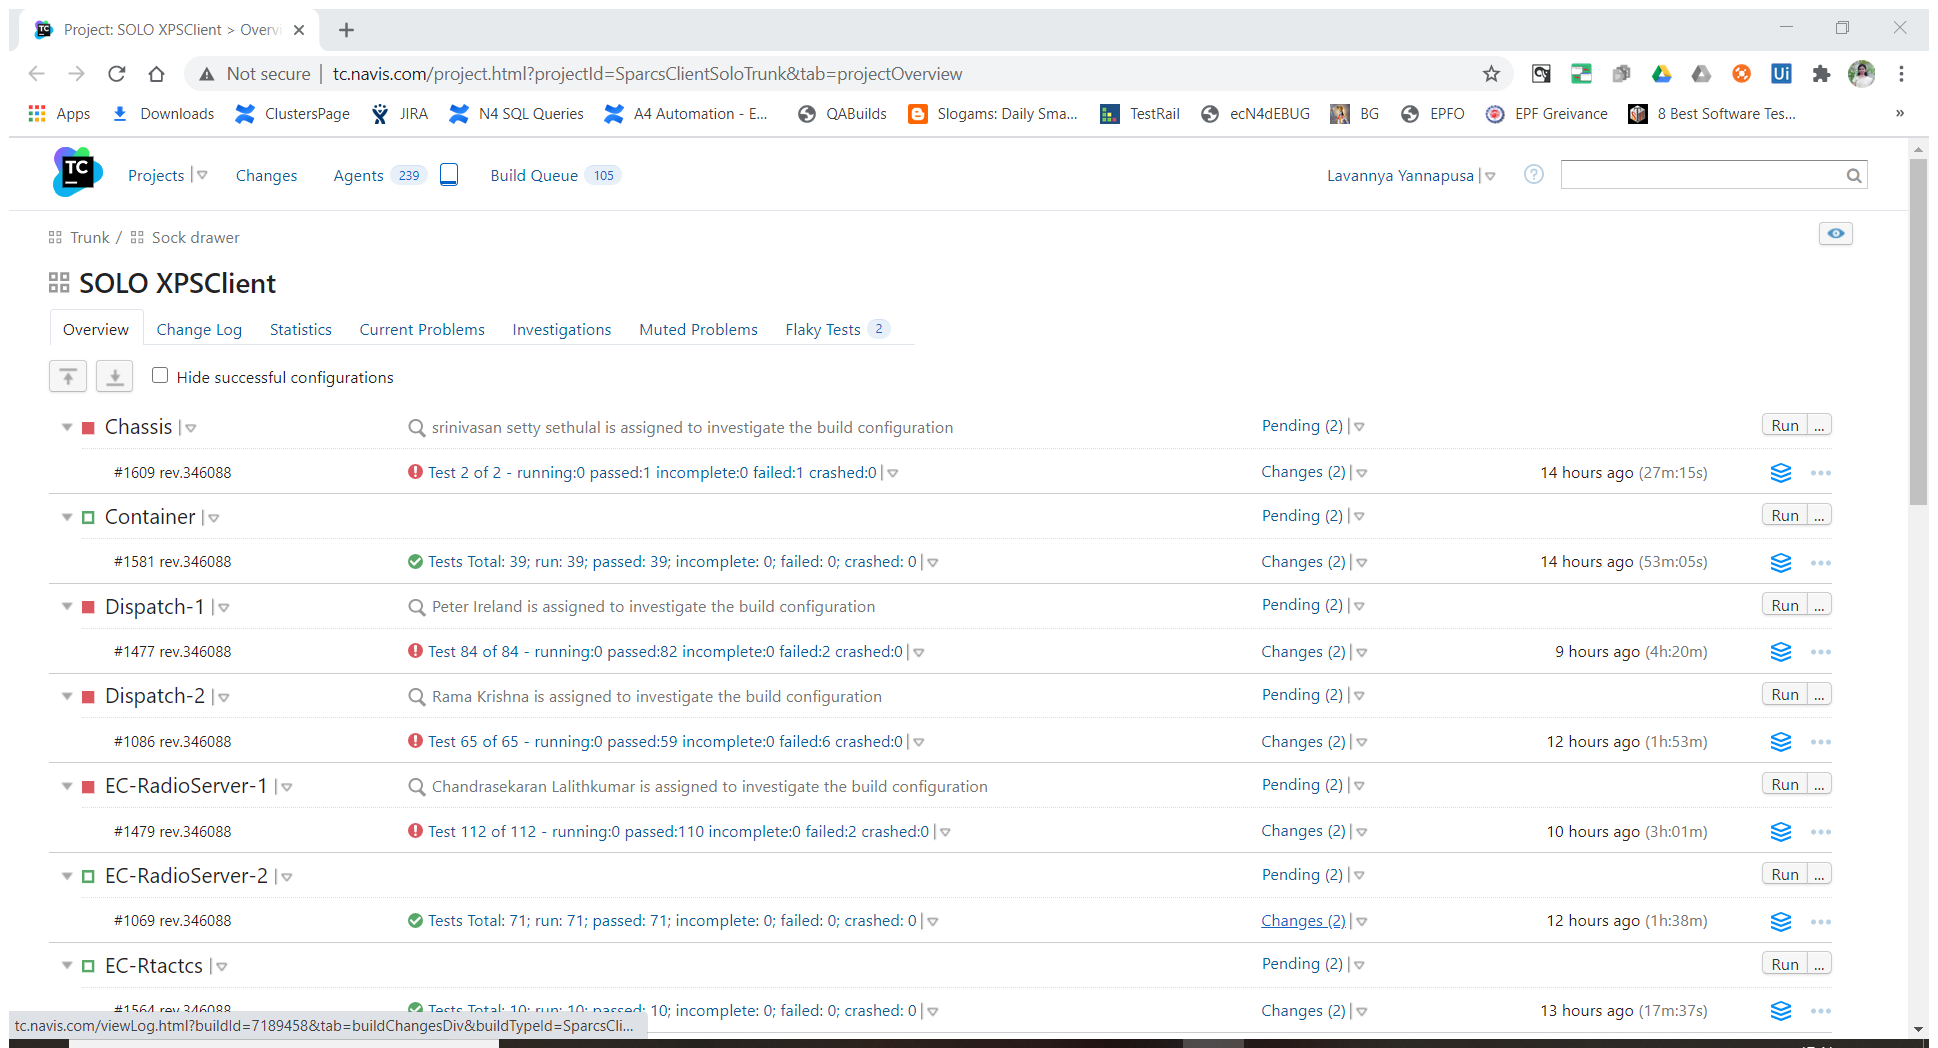 Project: SOLO XPSClient > Overvi
Not secure | tc.navis.com/project.html?projectId=SparcsClientSoloTrunk&tab=projectOverview
Apps Downloads ClustersPage JIRA N4 SQL Queries A4 Automation - E... QABuilds Slogams: Daily Sma... TestRail ecN4dEBUG BG EPFO EPF Greivance 8 Best Software Tes... »
TC Projects Changes Agents 239 Build Queue 105 Lavannya Yannapusa
Trunk / Sock drawer
SOLO XPSClient
Overview Change Log Statistics Current Problems Investigations Muted Problems Flaky Tests 2
Hide successful configurations
Chassis srinivasan setty sethulal is assigned to investigate the build configuration Pending (2) Run ...
#1609 rev.346088 Test 2 of 2 - running:0 passed:1 incomplete:0 failed:1 crashed:0 Changes (2) 14 hours ago (27m:15s)
Container Pending (2) Run ...
#1581 rev.346088 Tests Total: 39; run: 39; passed: 39; incomplete: 0; failed: 0; crashed: 0 Changes (2) 14 hours ago (53m:05s)
Dispatch-1 Peter Ireland is assigned to investigate the build configuration Pending (2) Run ...
#1477 rev.346088 Test 84 of 84 - running:0 passed:82 incomplete:0 failed:2 crashed:0 Changes (2) 9 hours ago (4h:20m)
Dispatch-2 Rama Krishna is assigned to investigate the build configuration Pending (2) Run ...
#1086 rev.346088 Test 65 of 65 - running:0 passed:59 incomplete:0 failed:6 crashed:0 Changes (2) 12 hours ago (1h:53m)
EC-RadioServer-1 Chandrasekaran Lalithkumar is assigned to investigate the build configuration Pending (2) Run ...
#1479 rev.346088 Test 112 of 112 - running:0 passed:110 incomplete:0 failed:2 crashed:0 Changes (2) 10 hours ago (3h:01m)
EC-RadioServer-2 Pending (2) Run ...
#1069 rev.346088 Tests Total: 71; run: 71; passed: 71; incomplete: 0; failed: 0; crashed: 0 Changes (2) 12 hours ago (1h:38m)
EC-Rtactcs Pending (2) Run ...
#1564 rev.346088 Tests Total: 10; run: 10; passed: 10; incomplete: 0; failed: 0; crashed: 0 Changes (2) 13 hours ago (17m:37s)
tc.navis.com/viewLog.html?buildId=7189458&tab=buildChangesDiv&buildTypeId=SparcsCli...